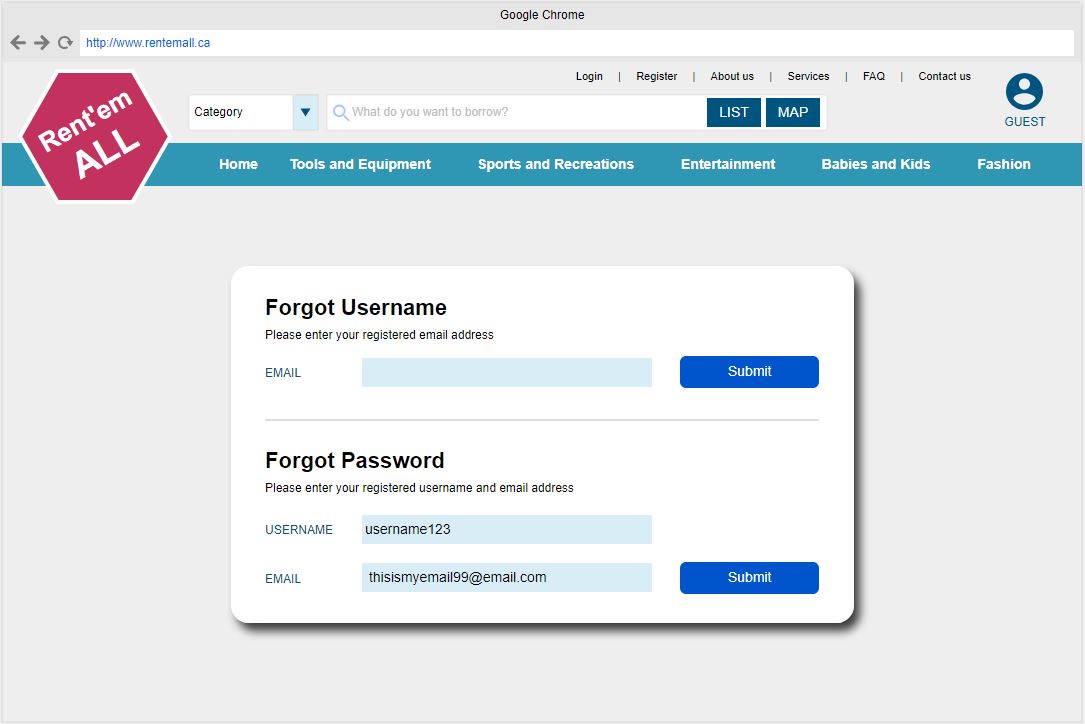 Google Chrome
http://www.rentemall.ca
Login | Register | About us | Services | FAQ | Contact us
Rent'em
ALL
Category
What do you want to borrow?
LIST
MAP
GUEST
Home
Tools and Equipment
Sports and Recreations
Entertainment
Babies and Kids
Fashion
Forgot Username
Please enter your registered email address
EMAIL
Submit
Forgot Password
Please enter your registered username and email address
USERNAME username123
EMAIL thisismyemail99@email.com
Submit